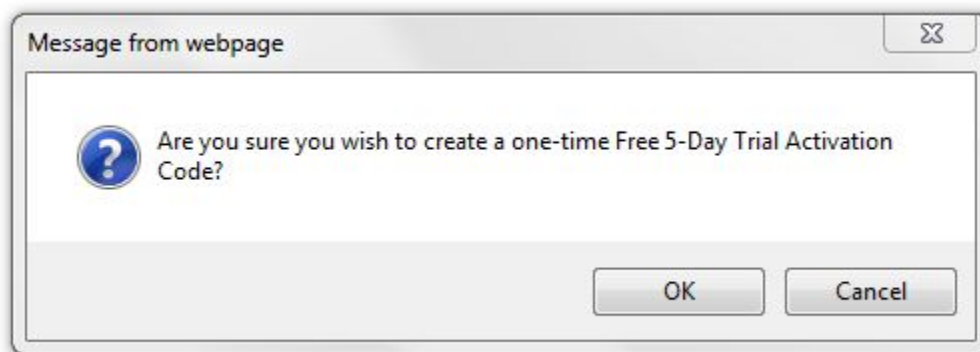 Message from webpage
Are you sure you wish to create a one-time Free 5-Day Trial Activation
Code?
OK
Cancel